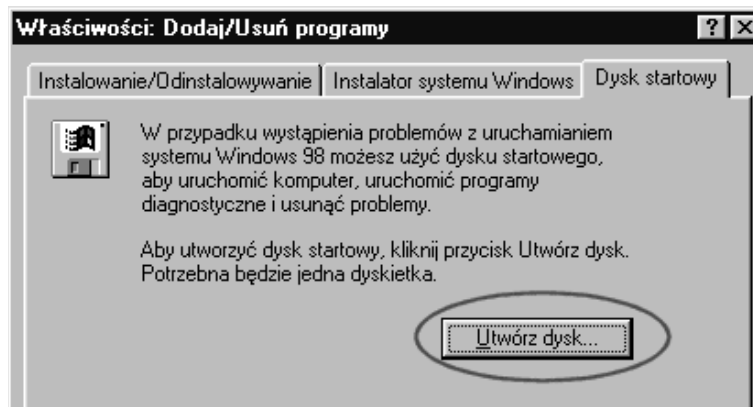 Właściwości: Dodaj/Usuń programy
Instalowanie/Odinstalowywanie Instalator systemu Windows Dysk startowy
W przypadku wystąpienia problemów z uruchamianiem
systemu Windows 98 możesz użyć dysku startowego,
aby uruchomić komputer, uruchomić programy
diagnostyczne i usunąć problemy.
Aby utworzyć dysk startowy, kliknij przycisk Utwórz dysk.
Potrzebna będzie jedna dyskietka.
Utwórz dysk...